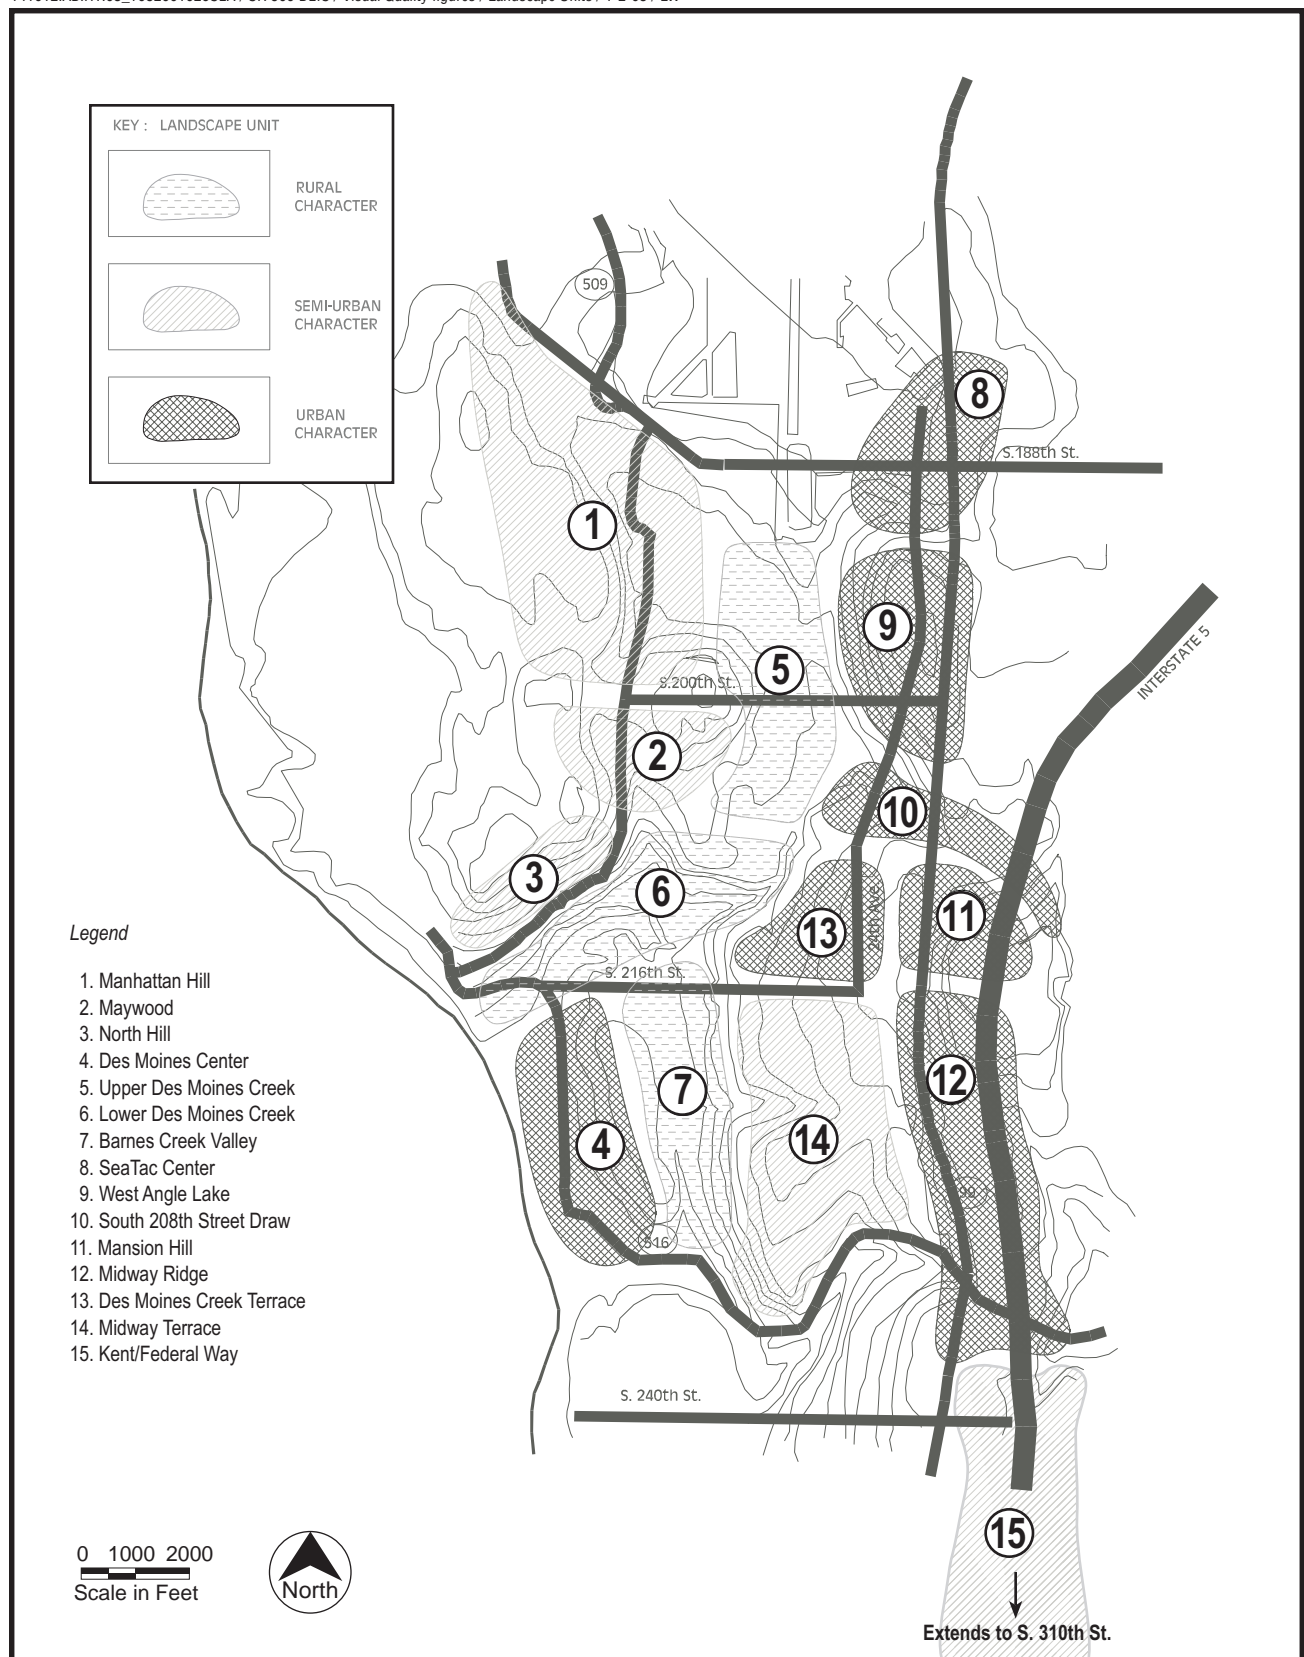 KEY : LANDSCAPE UNIT
RURAL
CHARACTER
SEMI-URBAN
CHARACTER
URBAN
CHARACTER
509
8
S.188th St.
1
9
5
INTERSTATE 5
S.200th St.
2
10
3
6
11
13
24th Ave.
S. 216th St.
7
12
4
14
99
516
S. 240th St.
15
Extends to S. 310th St.
Legend
1. Manhattan Hill
2. Maywood
3. North Hill
4. Des Moines Center
5. Upper Des Moines Creek
6. Lower Des Moines Creek
7. Barnes Creek Valley
8. SeaTac Center
9. West Angle Lake
10. South 208th Street Draw
11. Mansion Hill
12. Midway Ridge
13. Des Moines Creek Terrace
14. Midway Terrace
15. Kent/Federal Way
0 1000 2000
Scale in Feet
North